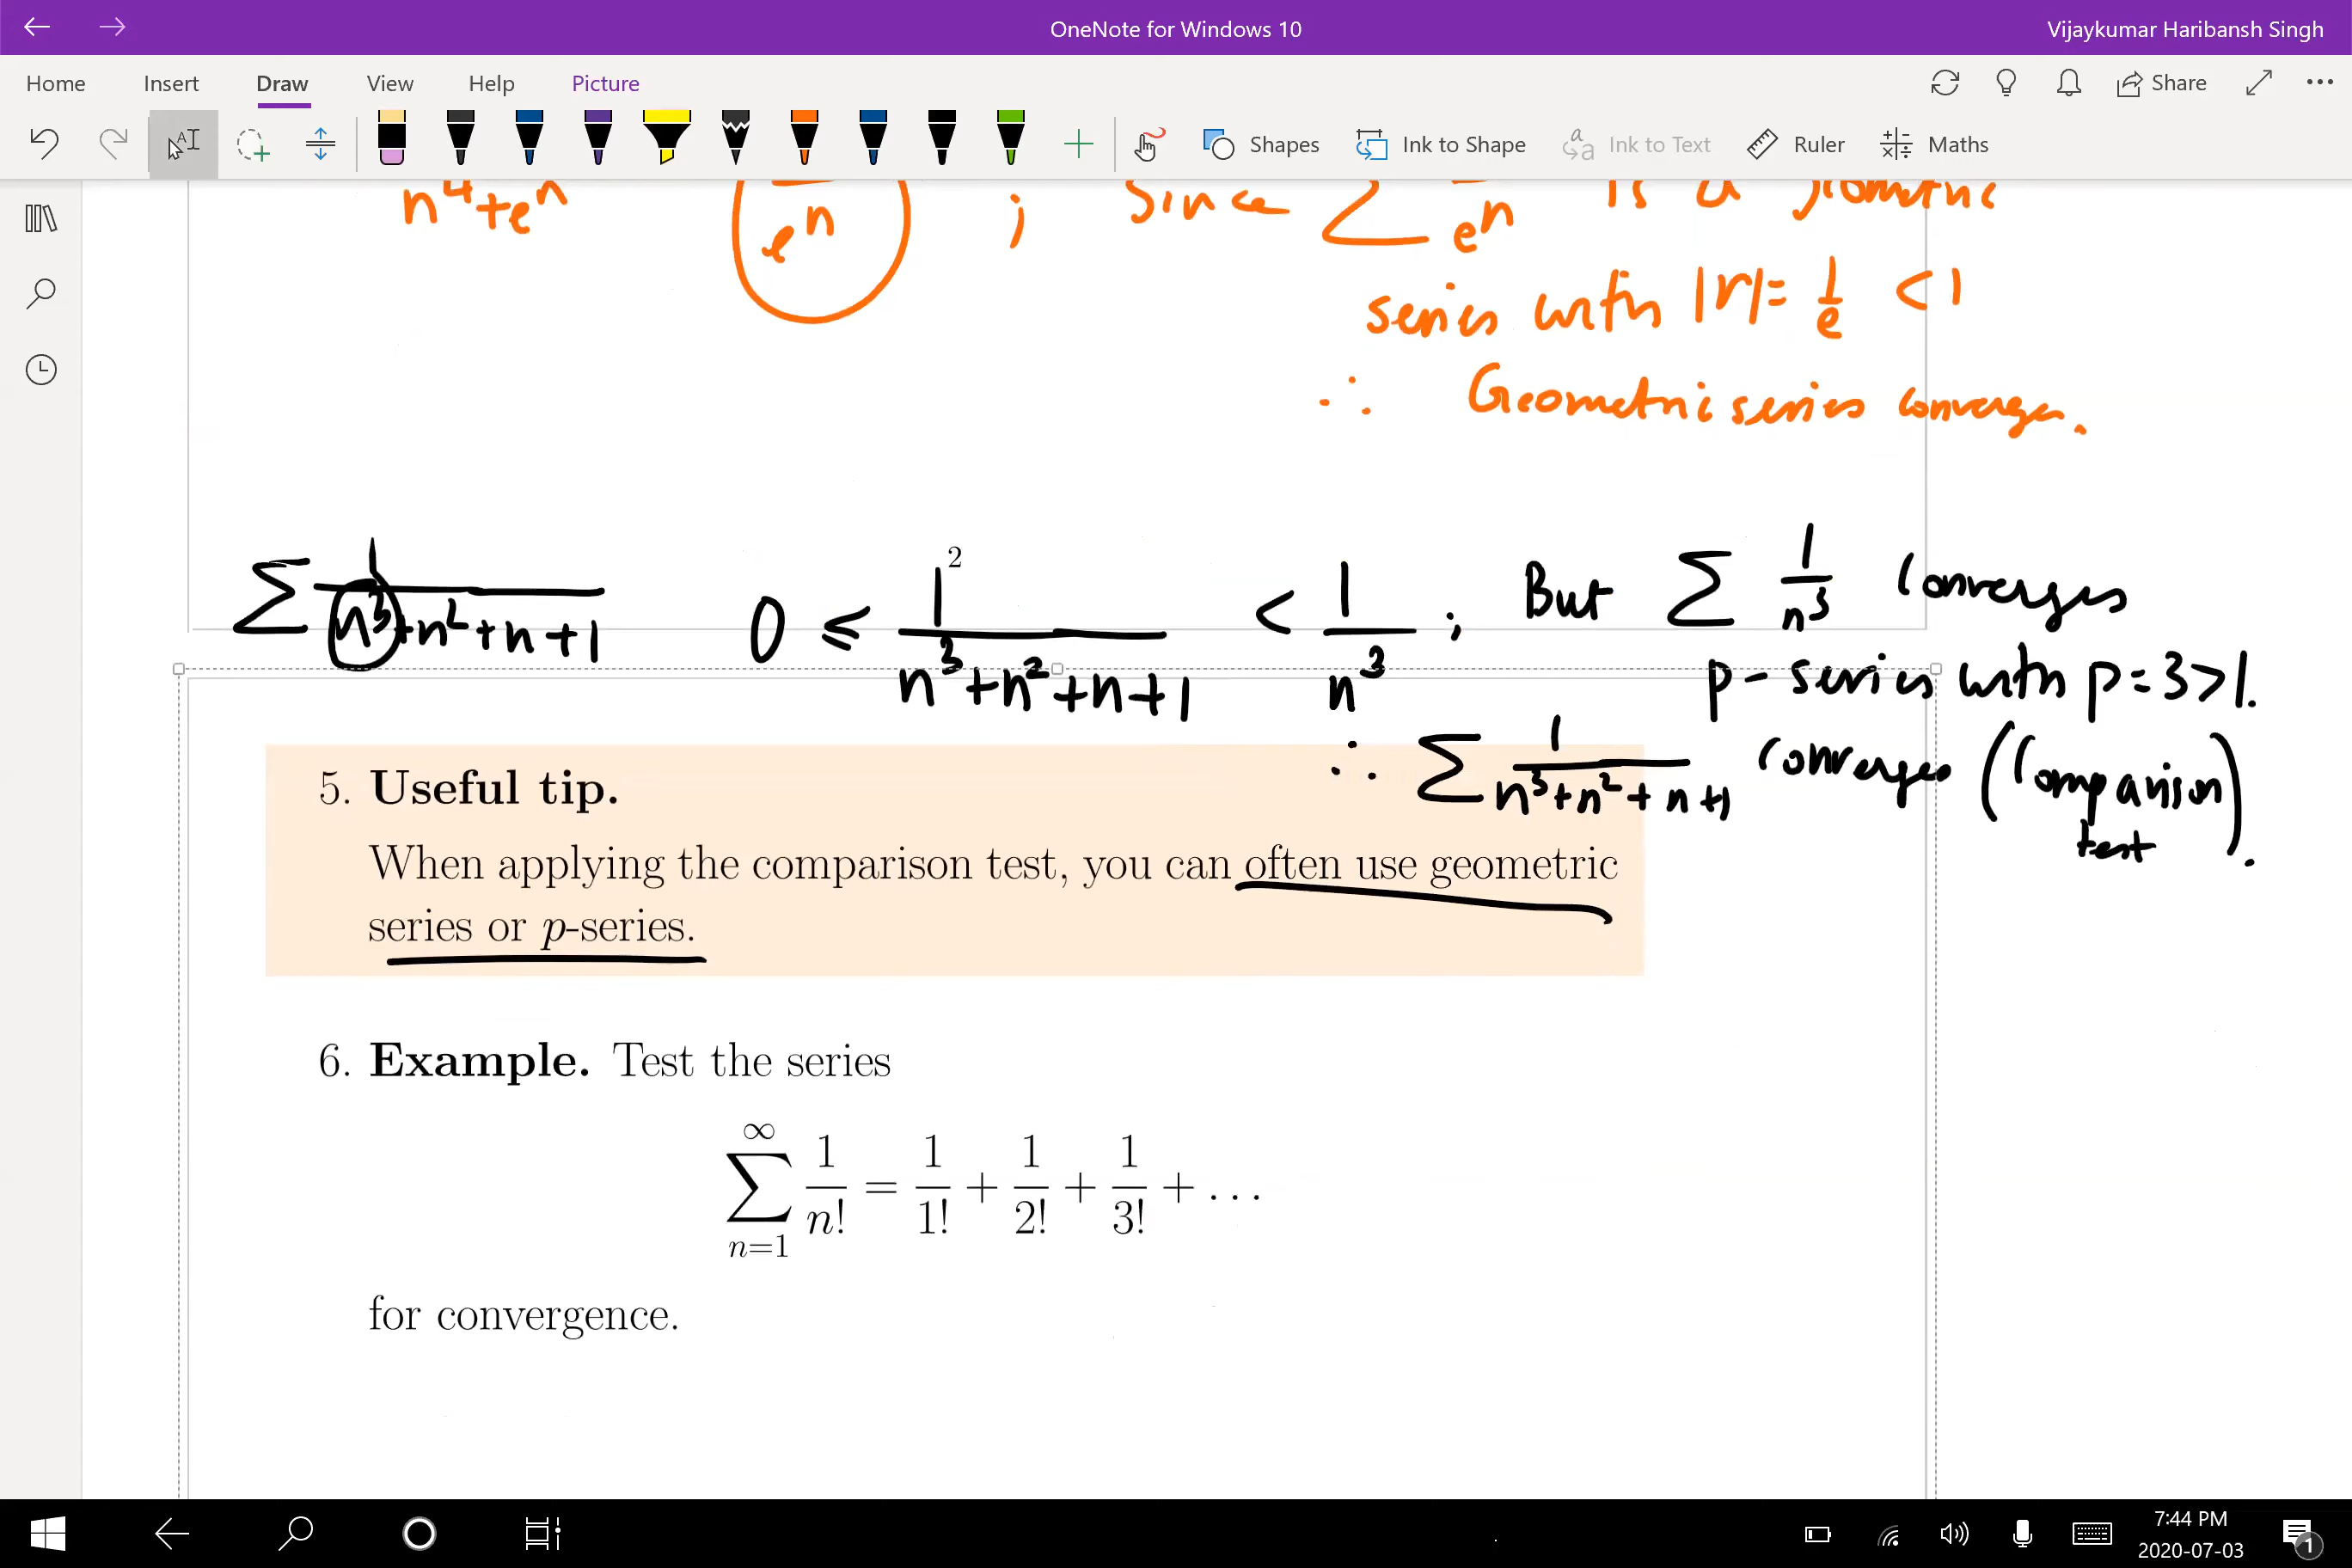 OneNote for Windows 10
Vijaykumar Haribansh Singh
Home Insert Draw View Help Picture
Share
Shapes Ink to Shape Ink to Text Ruler Maths
n⁴+eⁿ eⁿ ; Since ∑ eⁿ is a geometric
series with |r|= 1/e < 1
∴ Geometric series converges.
∑ 1/(n³+n²+n+1) 0 ≤ 1/(n³+n²+n+1) < 1/n³ ; But ∑ 1/n³ converges
2
p-series with p=3>1.
∴ ∑ 1/(n³+n²+n+1) converges (Comparison test).
5. Useful tip.
When applying the comparison test, you can often use geometric
series or p-series.
6. Example. Test the series
∑_{n=1}^{∞} 1/n! = 1/1! + 1/2! + 1/3! + ...
for convergence.
7:44 PM
2020-07-03
1